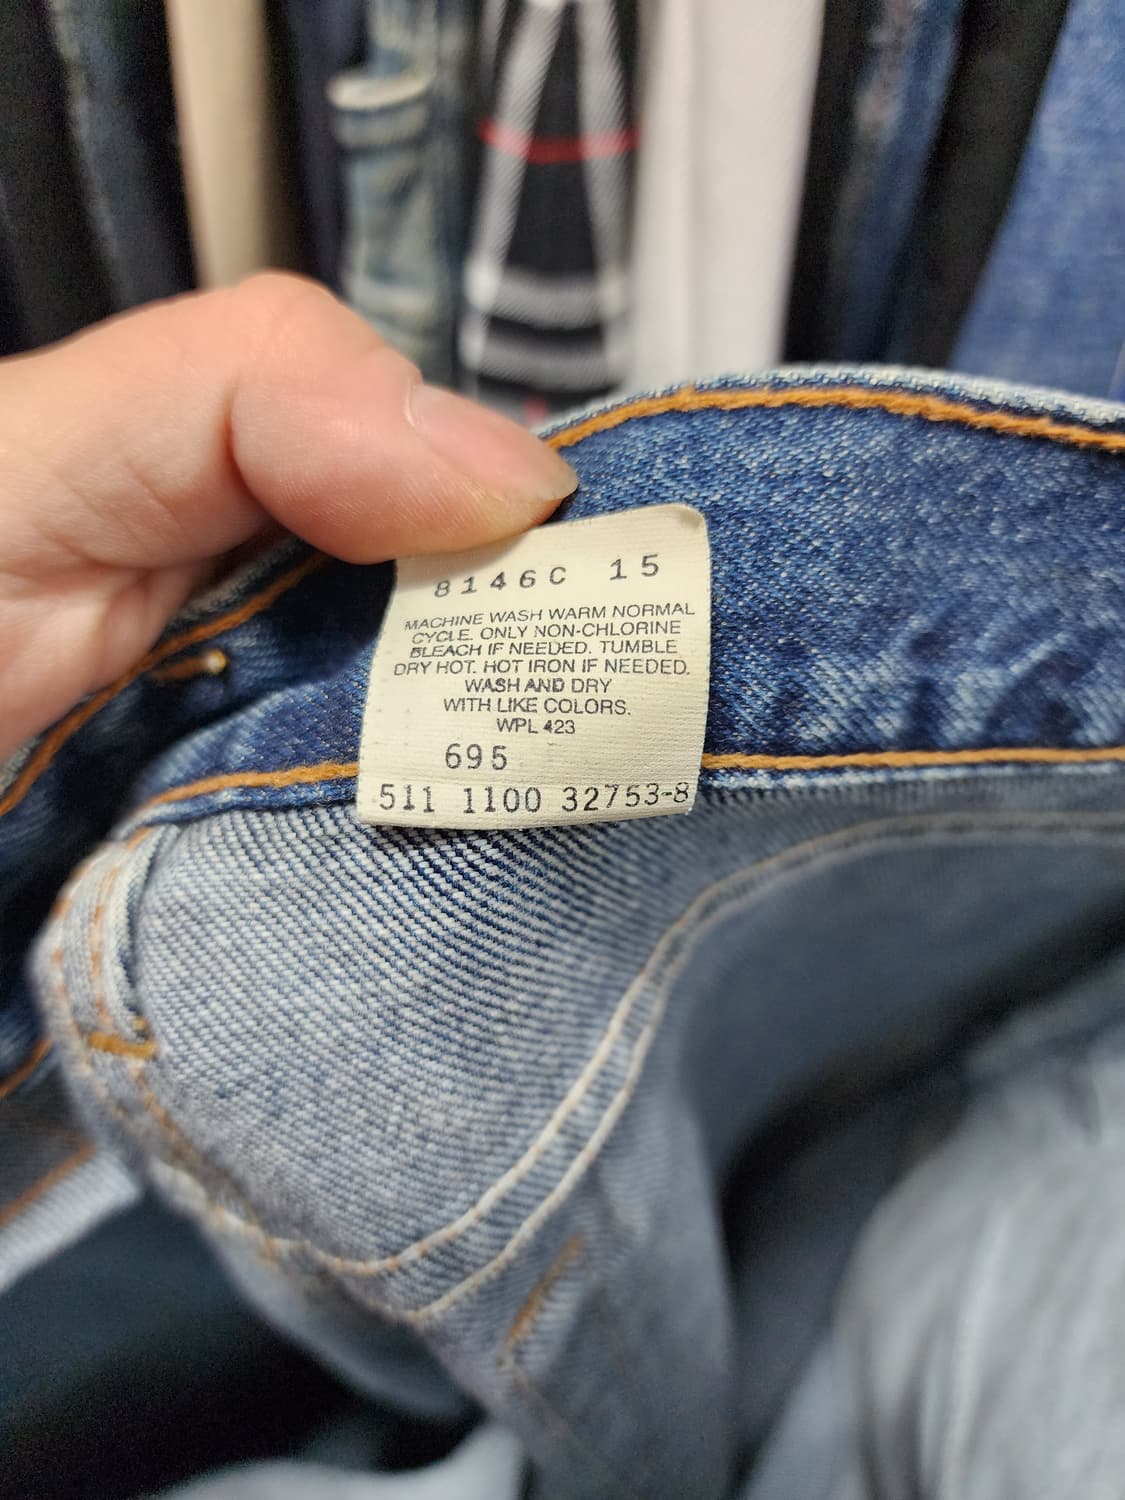 8146C 15
MACHINE WASH WARM NORMAL
CYCLE. ONLY NON-CHLORINE
BLEACH IF NEEDED. TUMBLE
DRY HOT. HOT IRON IF NEEDED.
WASH AND DRY
WITH LIKE COLORS.
WPL 423
695
511 1100 32753-8